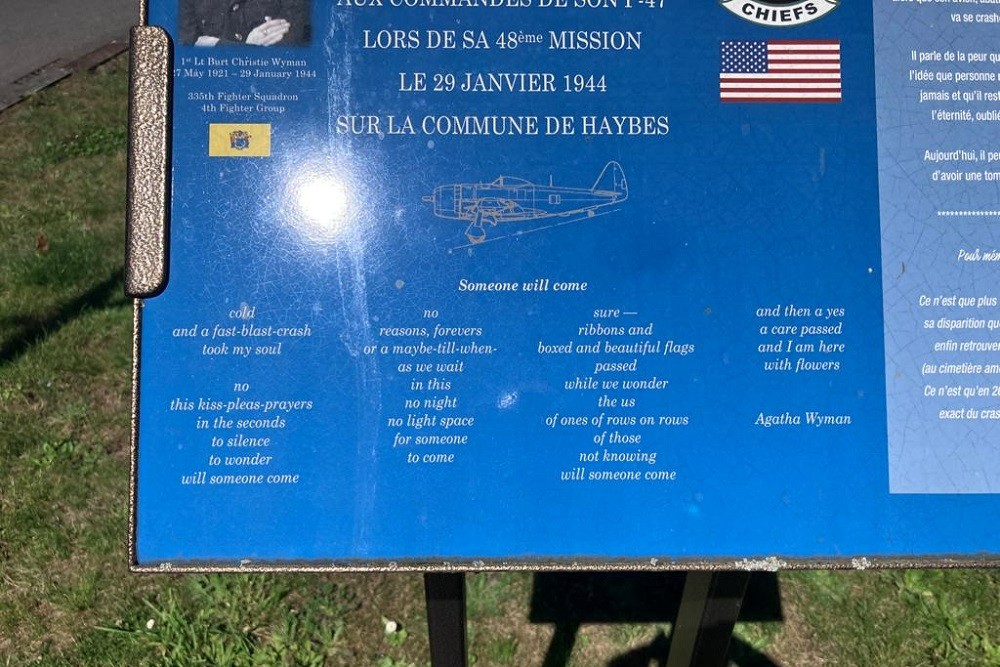 AUX COMMANDES DE SON P-47
LORS DE SA 48ème MISSION
LE 29 JANVIER 1944
SUR LA COMMUNE DE HAYBES
1st Lt Burt Christie Wyman
27 May 1921 – 29 January 1944
335th Fighter Squadron
4th Fighter Group
CHIEFS
Someone will come
cold
and a fast-blast-crash
took my soul
no
this kiss-pleas-prayers
in the seconds
to silence
to wonder
will someone come
no
reasons, forevers
or a maybe-till-when-
as we wait
in this
no night
no light space
for someone
to come
sure —
ribbons and
boxed and beautiful flags
passed
while we wonder
the us
of ones of rows on rows
of those
not knowing
will someone come
and then a yes
a care passed
and I am here
with flowers
Agatha Wyman
va se crash
Il parle de la peur qu
l'idée que personne
jamais et qu'il rest
l'éternité, oublié
Aujourd'hui, il pe
d'avoir une tom
********************
Pour mém
Ce n'est que plus
sa disparition qu
enfin retrouver
(au cimetière amé
Ce n'est qu'en 20
exact du cras